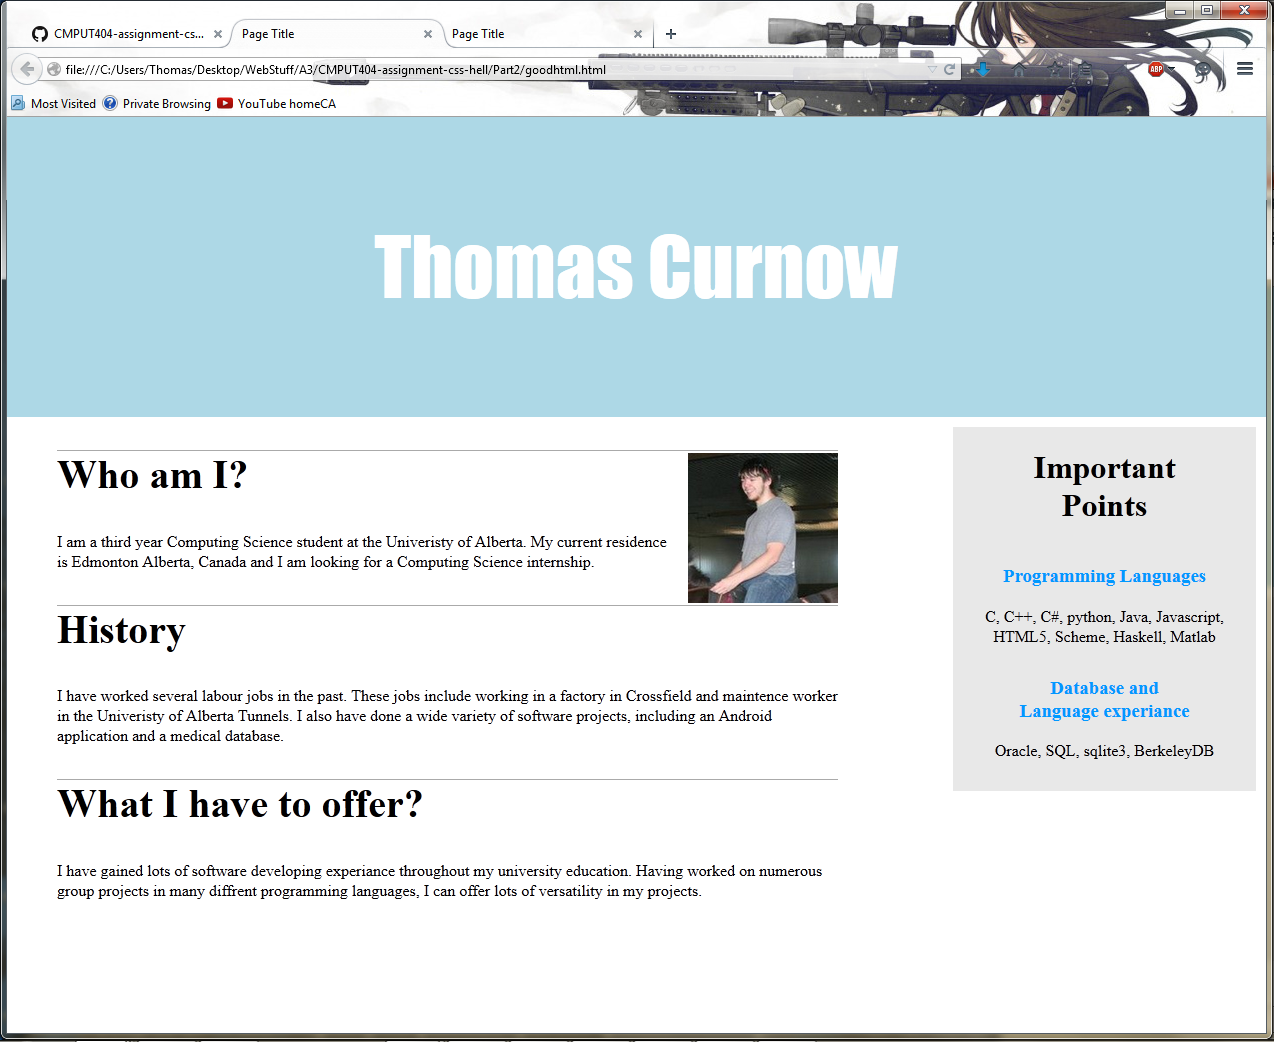 CMPUT404-assignment-cs...
Page Title
Page Title
file:///C:/Users/Thomas/Desktop/WebStuff/A3/CMPUT404-assignment-css-hell/Part2/goodhtml.html
ABP
Most Visited
Private Browsing
YouTube homeCA
Thomas Curnow
Who am I?
I am a third year Computing Science student at the Univeristy of Alberta. My current residence
is Edmonton Alberta, Canada and I am looking for a Computing Science internship.
History
I have worked several labour jobs in the past. These jobs include working in a factory in Crossfield and maintence worker
in the Univeristy of Alberta Tunnels. I also have done a wide variety of software projects, including an Android
application and a medical database.
What I have to offer?
I have gained lots of software developing experiance throughout my university education. Having worked on numerous
group projects in many diffrent programming languages, I can offer lots of versatility in my projects.
Important
Points
Programming Languages
C, C++, C#, python, Java, Javascript,
HTML5, Scheme, Haskell, Matlab
Database and
Language experiance
Oracle, SQL, sqlite3, BerkeleyDB